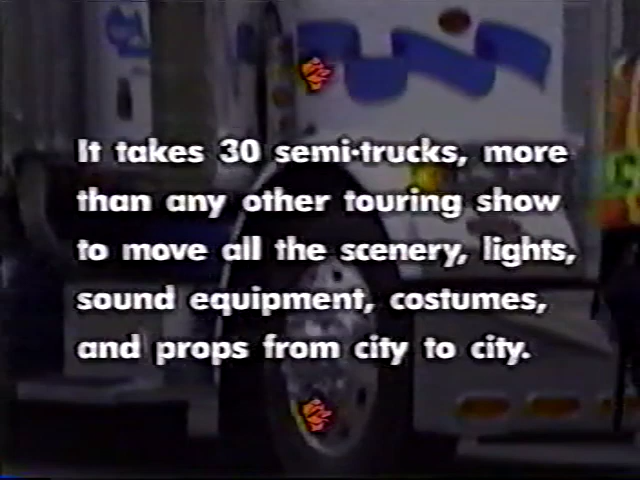 It takes 30 semi-trucks, more
than any other touring show
to move all the scenery, lights,
sound equipment, costumes,
and props from city to city.